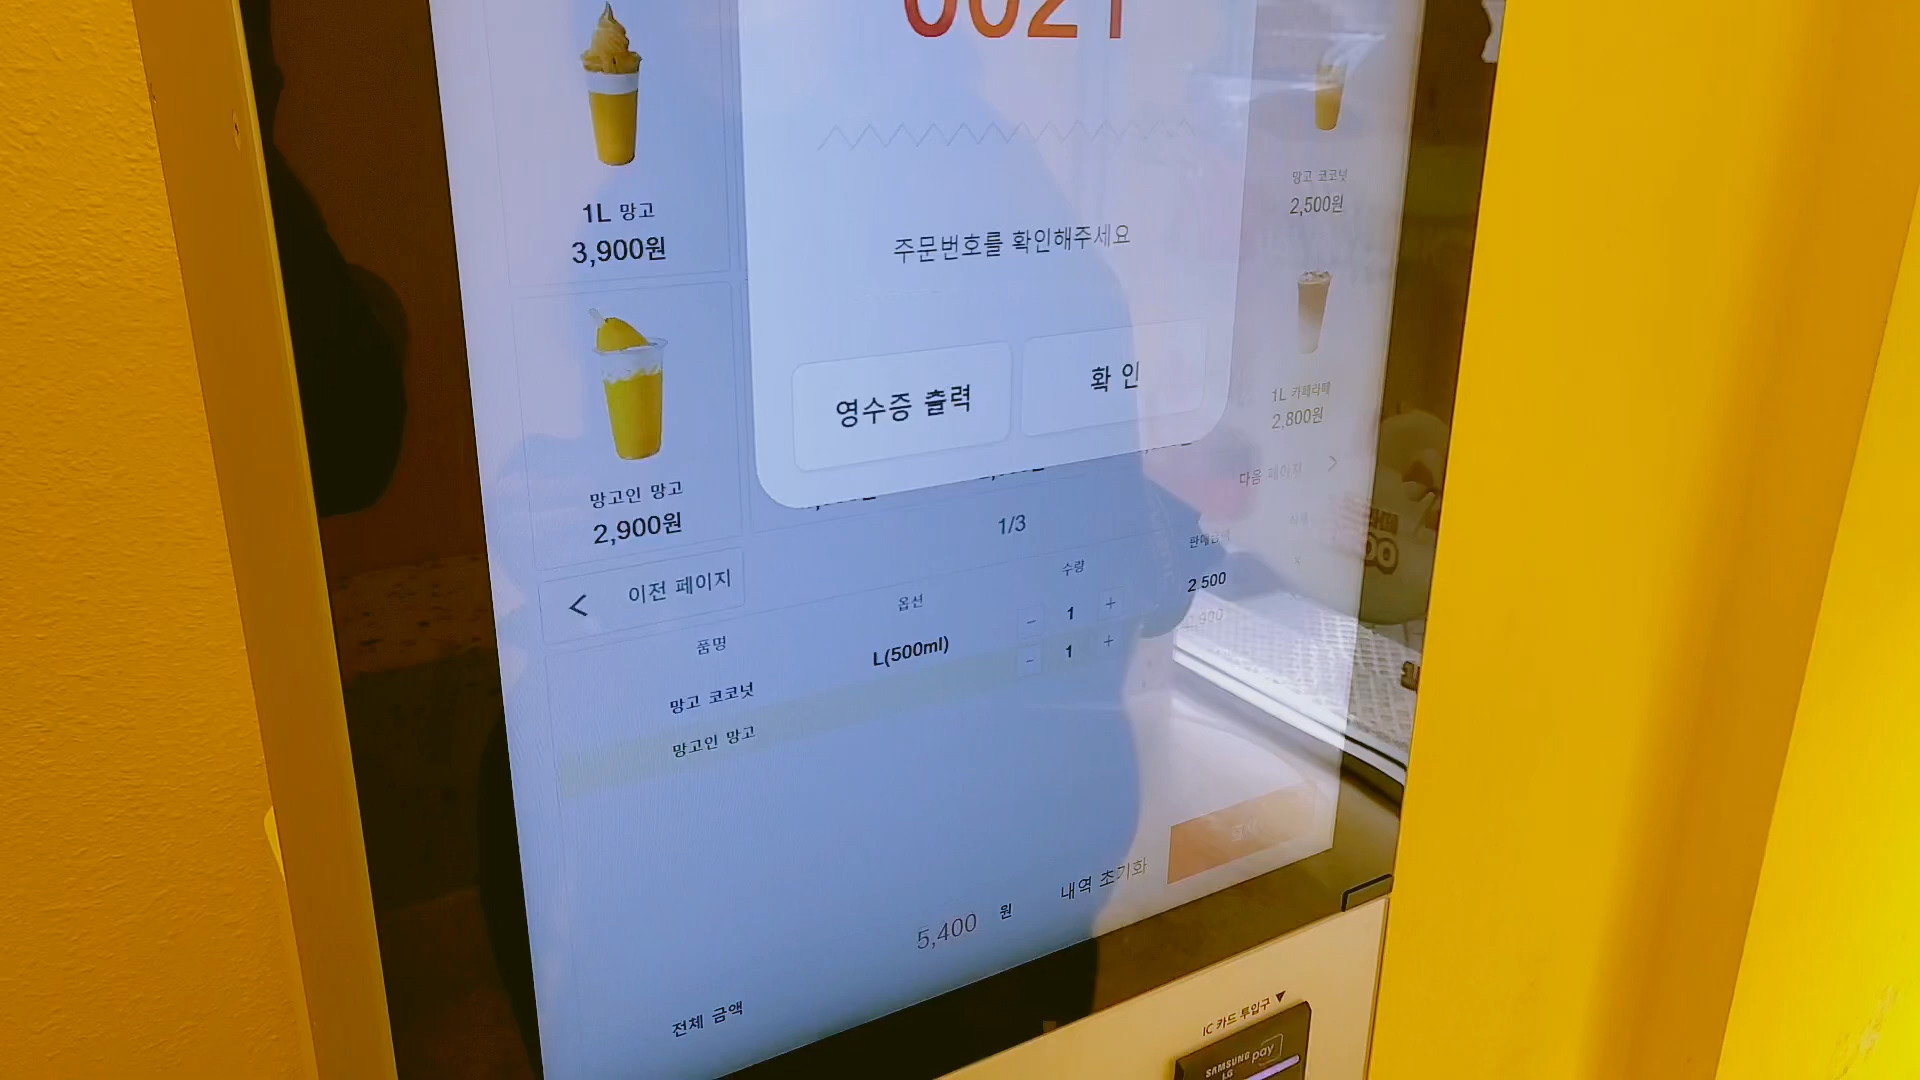 0021
1L 망고
3,900원
망고 코코넛
2,500원
주문번호를 확인해주세요
영수증 출력
확 인
1L 카페라떼
2,800원
망고인 망고
2,900원
다음 페이지 >
1/3
< 이전 페이지
품명
옵션
수량
망고 코코넛
L(500ml)
- 1 +
2,500
망고인 망고
- 1 +
전체 금액
5,400 원
내역 초기화
IC 카드 투입구 ▼
SAMSUNG pay
LG